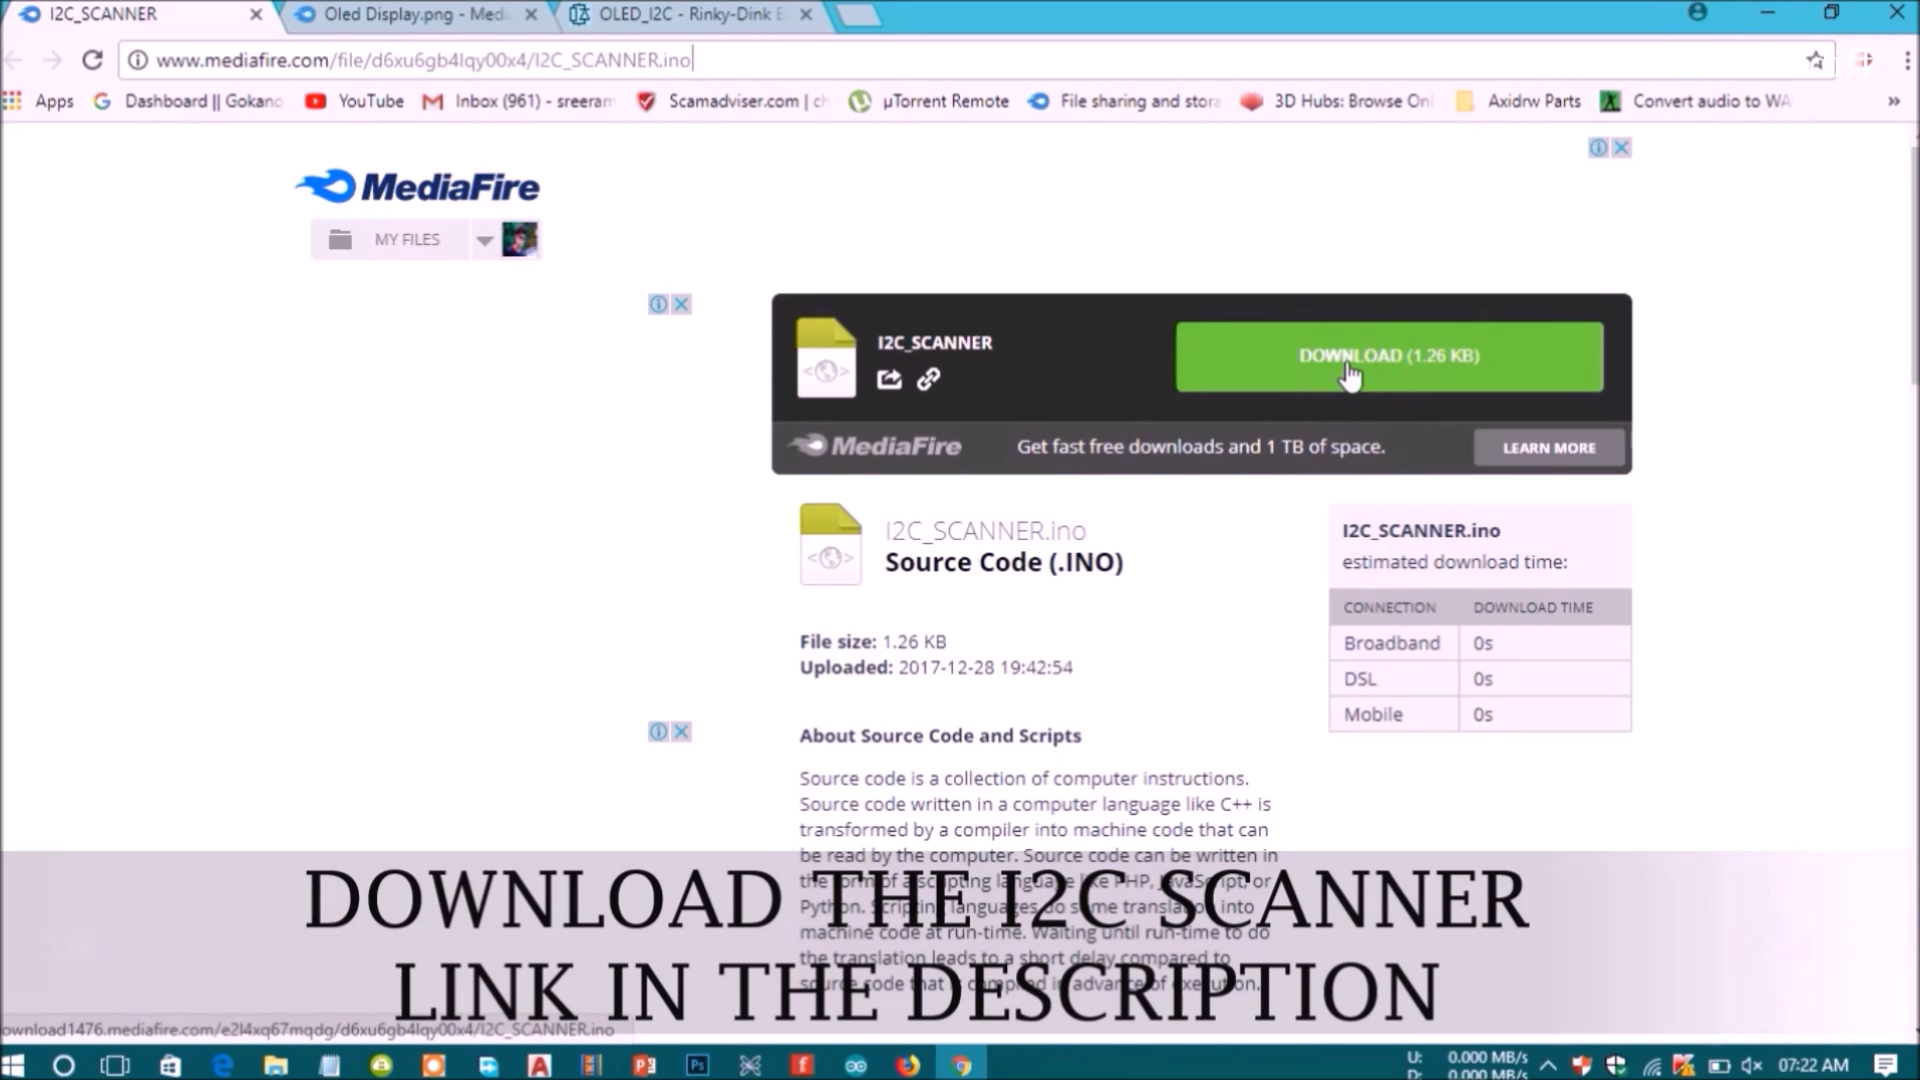 I2C_SCANNER
Oled Display.png - Medi
OLED_I2C - Rinky-Dink E
www.mediafire.com/file/d6xu6gb4lqy00x4/I2C_SCANNER.ino
Apps
Dashboard || Gokano
YouTube
Inbox (961) - sreeram
Scamadviser.com | ch
µTorrent Remote
File sharing and stora
3D Hubs: Browse Onl
Axidrw Parts
Convert audio to WA
»
MediaFire
MY FILES
I2C_SCANNER
DOWNLOAD (1.26 KB)
MediaFire
Get fast free downloads and 1 TB of space.
LEARN MORE
I2C_SCANNER.ino
Source Code (.INO)
File size: 1.26 KB
Uploaded: 2017-12-28 19:42:54
I2C_SCANNER.ino
estimated download time:
CONNECTION DOWNLOAD TIME
Broadband 0s
DSL 0s
Mobile 0s
About Source Code and Scripts
Source code is a collection of computer instructions.
Source code written in a computer language like C++ is
transformed by a compiler into machine code that can
be read by the computer. Source code can be written in
the form of a scripting language like PHP, JavaScript, or
Python. Scripting languages do some translation into
machine code at run-time. Waiting until run-time to do
the translation leads to a short delay compared to
source code that is compiled in advance of execution.
DOWNLOAD THE I2C SCANNER
LINK IN THE DESCRIPTION
ownload1476.mediafire.com/e2l4xq67mqdg/d6xu6gb4lqy00x4/I2C_SCANNER.ino
U: 0.000 MB/s
D: 0.000 MB/s
07:22 AM